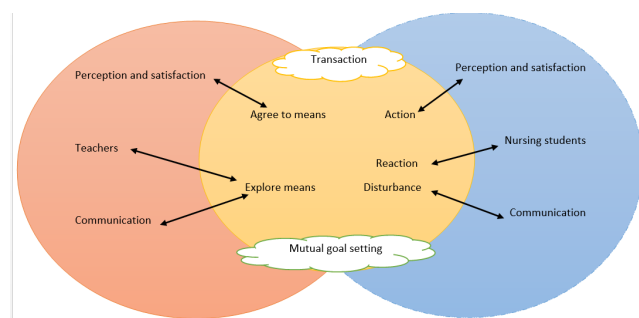 Transaction
Perception and satisfaction
Perception and satisfaction
Agree to means
Action
Teachers
Nursing students
Reaction
Explore means
Disturbance
Communication
Communication
Mutual goal setting